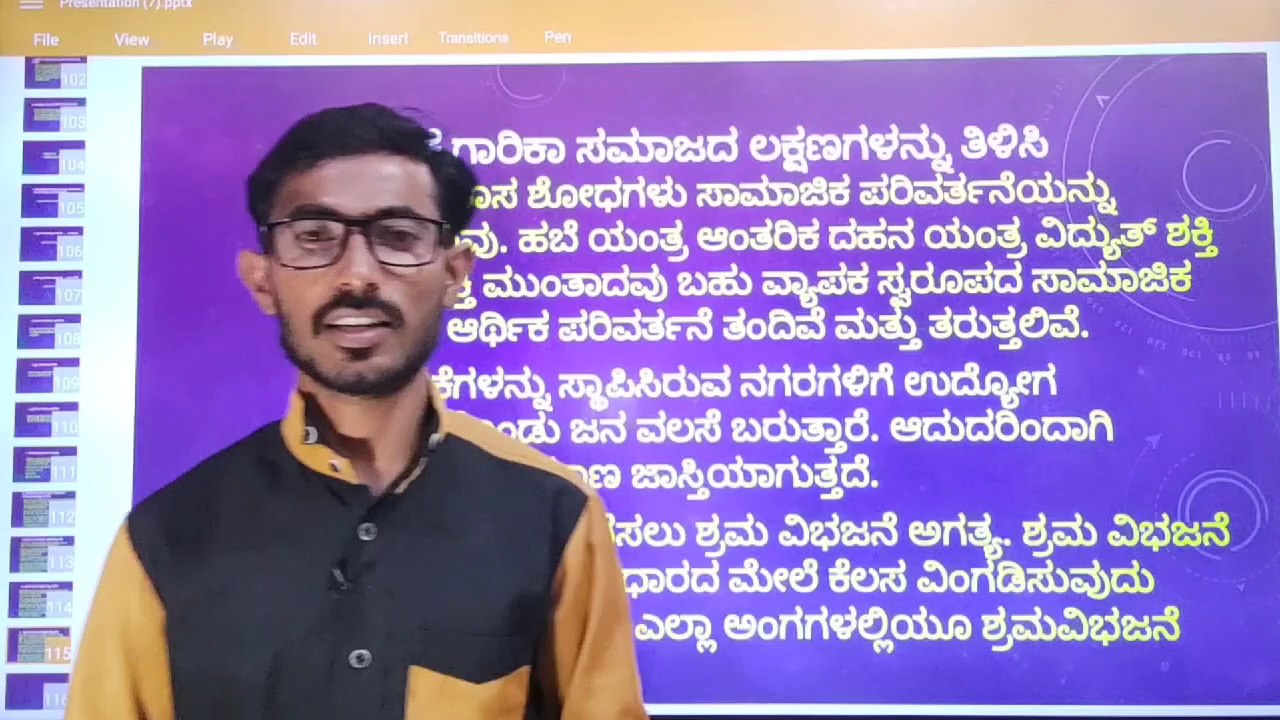 Presentation (7).pptx
File View Play Edit Insert Transitions Pen
102
103
104
105
106
107
108
109
110
111
112
113
114
115
116
ಗಾರಿಕಾ ಸಮಾಜದ ಲಕ್ಷಣಗಳನ್ನು ತಿಳಿಸಿ
ಶೋಧಗಳು ಸಾಮಾಜಿಕ ಪರಿವರ್ತನೆಯನ್ನು
ಹಬೆ ಯಂತ್ರ ಆಂತರಿಕ ದಹನ ಯಂತ್ರ ವಿದ್ಯುತ್ ಶಕ್ತಿ
ಮುಂತಾದವು ಬಹು ವ್ಯಾಪಕ ಸ್ವರೂಪದ ಸಾಮಾಜಿಕ
ಆರ್ಥಿಕ ಪರಿವರ್ತನೆ ತಂದಿವೆ ಮತ್ತು ತರುತ್ತಲಿವೆ.
ಕೆಗಳನ್ನು ಸ್ಥಾಪಿಸಿರುವ ನಗರಗಳಿಗೆ ಉದ್ಯೋಗ
ಜನ ವಲಸೆ ಬರುತ್ತಾರೆ. ಆದುದರಿಂದಾಗಿ
ಜಾಸ್ತಿಯಾಗುತ್ತದೆ.
ಸಲು ಶ್ರಮ ವಿಭಜನೆ ಅಗತ್ಯ. ಶ್ರಮ ವಿಭಜನೆ
ಧಾರದ ಮೇಲೆ ಕೆಲಸ ವಿಂಗಡಿಸುವುದು
ಎಲ್ಲಾ ಅಂಗಗಳಲ್ಲಿಯೂ ಶ್ರಮವಿಭಜನೆ